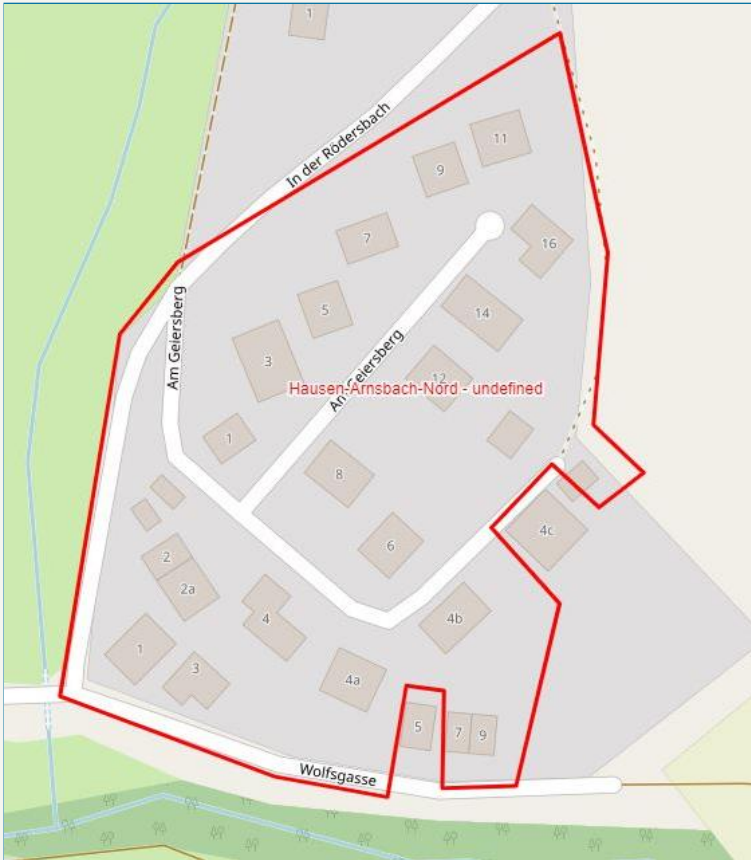 1
In der Rödersbach
11
9
16
7
Am Geiersberg
5
14
Am Geiersberg
3
12
Hausen-Arnsbach-Nord - undefined
1
8
4c
6
2
2a
4
4b
1
3
4a
5
7
9
Wolfsgasse